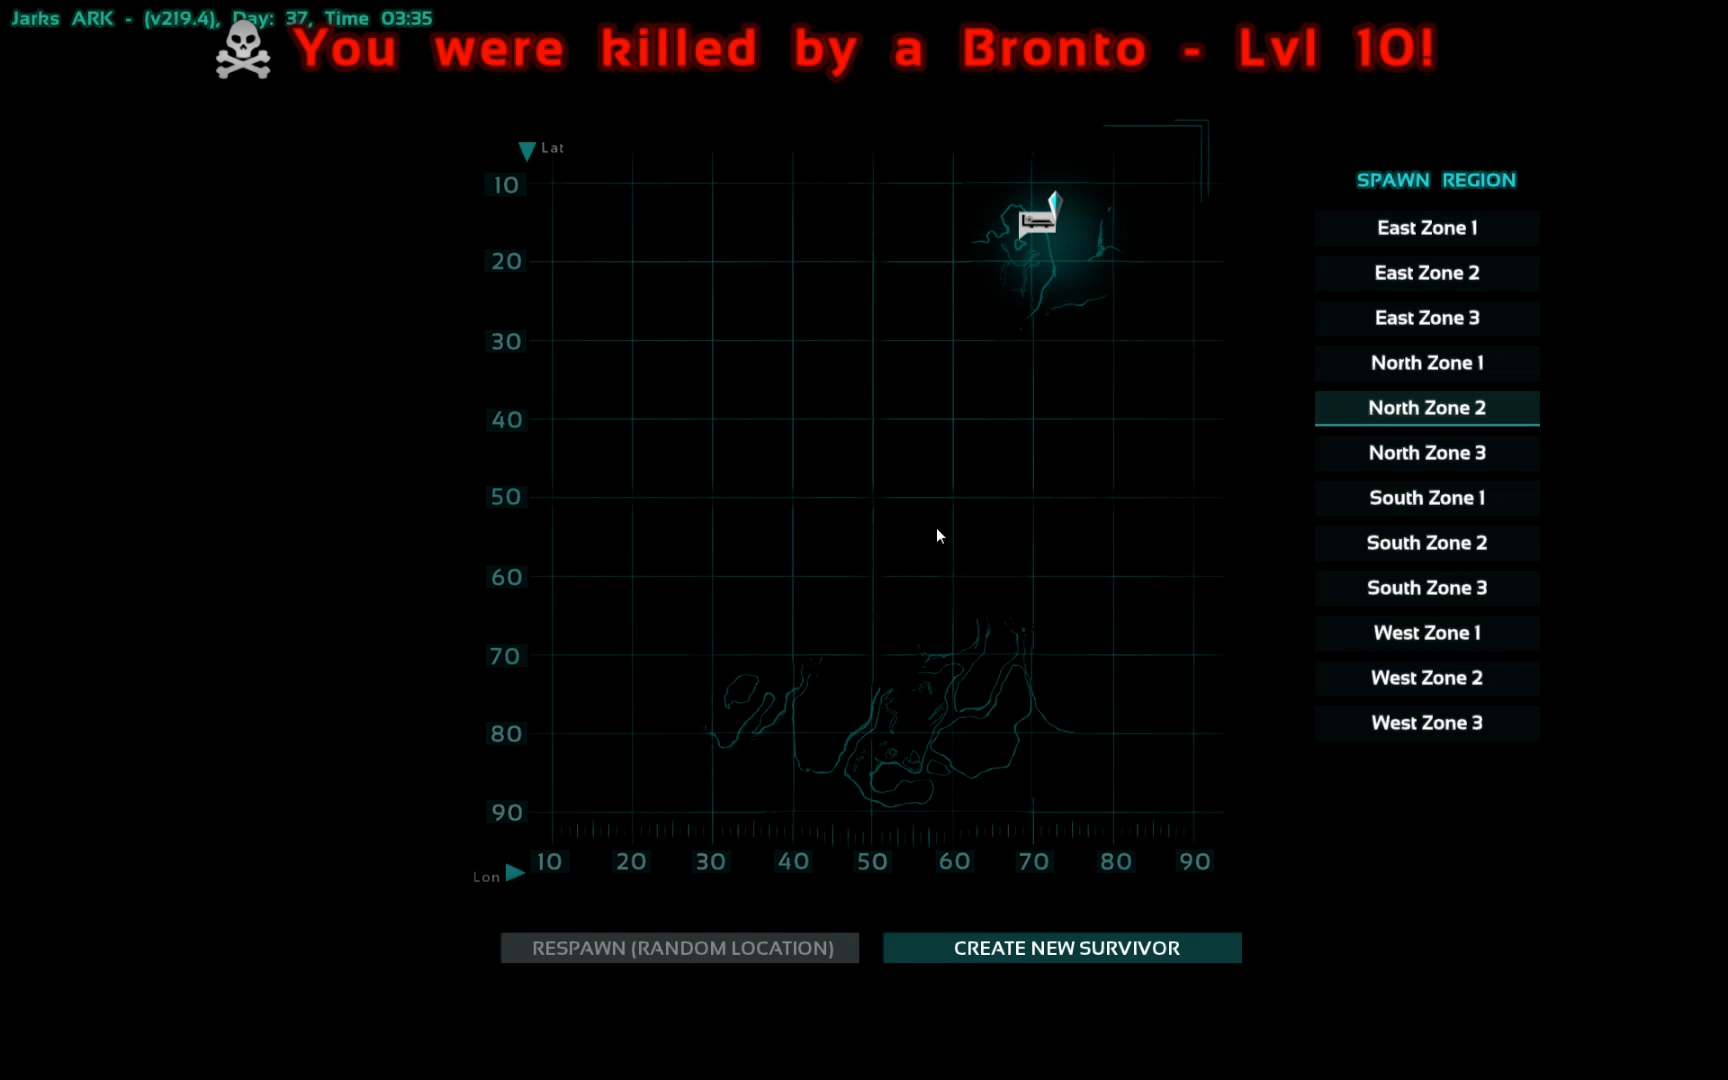 Jarks ARK - (v219.4), Day: 37, Time 03:35
You were killed by a Bronto - Lvl 10!
Lat
10
20
30
40
50
60
70
80
90
Lon
10 20 30 40 50 60 70 80 90
SPAWN REGION
East Zone 1
East Zone 2
East Zone 3
North Zone 1
North Zone 2
North Zone 3
South Zone 1
South Zone 2
South Zone 3
West Zone 1
West Zone 2
West Zone 3
RESPAWN (RANDOM LOCATION)
CREATE NEW SURVIVOR